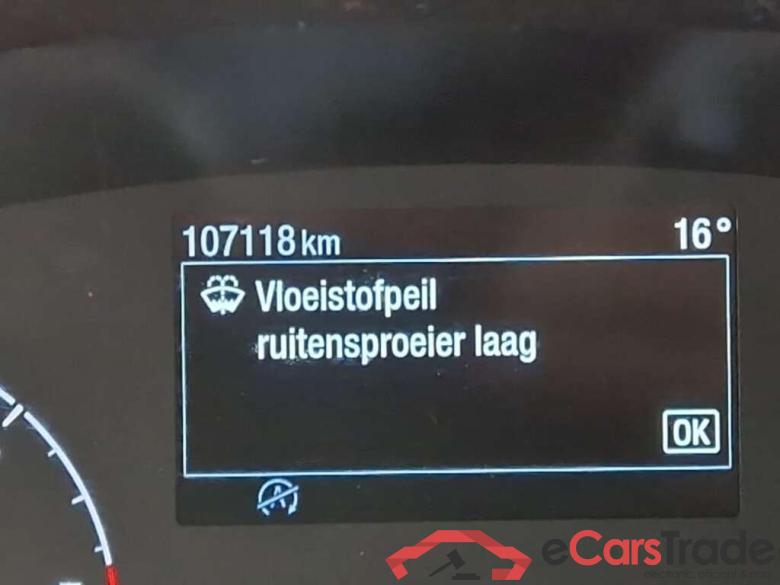 107118 km 16°
Vloeistofpeil
ruitensproeier laag
OK
eCarsTrade